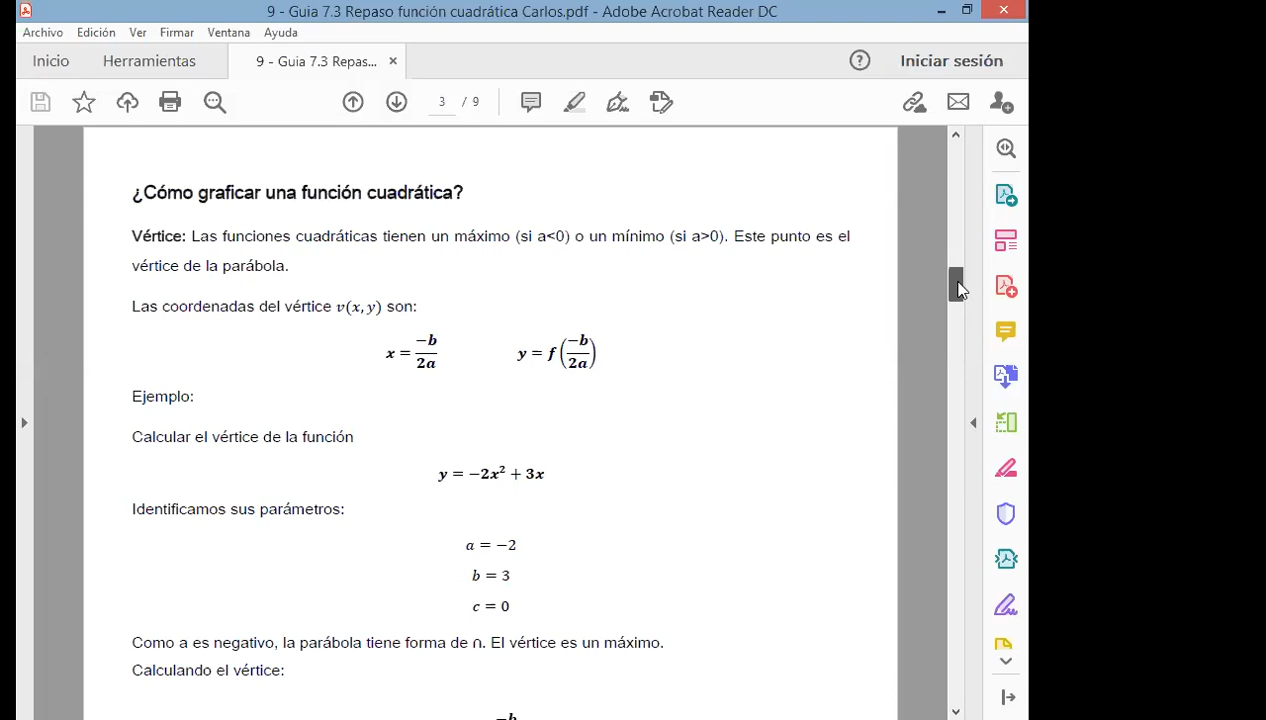 9 - Guia 7.3 Repaso función cuadrática Carlos.pdf - Adobe Acrobat Reader DC
Archivo Edición Ver Firmar Ventana Ayuda
Inicio Herramientas 9 - Guia 7.3 Repas... × Iniciar sesión
3 / 9
¿Cómo graficar una función cuadrática?
Vértice: Las funciones cuadráticas tienen un máximo (si a<0) o un mínimo (si a>0). Este punto es el
vértice de la parábola.
Las coordenadas del vértice v(x, y) son:
x = -b/2a y = f(-b/2a)
Ejemplo:
Calcular el vértice de la función
y = −2x² + 3x
Identificamos sus parámetros:
a = −2
b = 3
c = 0
Como a es negativo, la parábola tiene forma de ∩. El vértice es un máximo.
Calculando el vértice:
−b